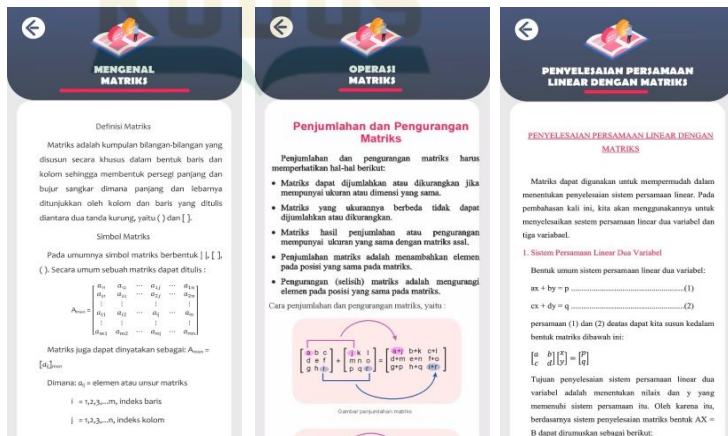 KUDUS
MENGENAL
MATRIKS
Definisi Matriks
Matriks adalah kumpulan bilangan-bilangan yang
disusun secara khusus dalam bentuk baris dan
kolom sehingga membentuk persegi panjang dan
bujur sangkar dimana panjang dan lebarnya
ditunjukkan oleh kolom dan baris yang ditulis
diantara dua tanda kurung, yaitu ( ) dan [ ].
Simbol Matriks
Pada umumnya simbol matriks berbentuk | |, [ ],
( ). Secara umum sebuah matriks dapat ditulis :
Matriks juga dapat dinyatakan sebagai: Amxn =
[aij]mxn
Dimana: aij = elemen atau unsur matriks
i = 1,2,3,...m, indeks baris
j = 1,2,3,...n, indeks kolom
OPERASI
MATRIKS
Penjumlahan dan Pengurangan
Matriks
Penjumlahan dan pengurangan matriks harus
memperhatikan hal-hal berikut:
• Matriks dapat dijumlahkan atau dikurangkan jika
mempunyai ukuran atau dimensi yang sama.
• Matriks yang ukurannya berbeda tidak dapat
dijumlahkan atau dikurangkan.
• Matriks hasil penjumlahan atau pengurangan
mempunyai ukuran yang sama dengan matriks asal.
• Penjumlahan matriks adalah menambahkan elemen
pada posisi yang sama pada matriks.
• Pengurangan (selisih) matriks adalah mengurangi
elemen pada posisi yang sama pada matriks.
Cara penjumlahan dan pengurangan matriks, yaitu :
a b c j k l a+j b+k c+l
d e f + m n o = d+m e+n f+o
g h i p q r g+p h+q i+r
Gambar penjumlahan matriks
PENYELESAIAN PERSAMAAN
LINEAR DENGAN MATRIKS
PENYELESAIAN PERSAMAAN LINEAR DENGAN
MATRIKS
Matriks dapat digunakan untuk mempermudah dalam
menentukan penyelesaian sistem persamaan linear. Pada
pembahasan kali ini, kita akan menggunakannya untuk
menyelesaikan sestem persamaan linear dua variabel dan
tiga variabael.
1. Sistem Persamaan Linear Dua Variabel
Bentuk umum sistem persamaan linear dua variabel:
ax + by = p ...............................................(1)
cx + dy = q ...............................................(2)
persamaan (1) dan (2) deatas dapat kita susun kedalam
bentuk matriks dibawah ini:
[a b] [x] = [p]
[c d] [y] [q]
Tujuan penyelesaian sistem persamaan linear dua
variabel adalah menentukan nilaix dan y yang
memenuhi sistem persamaan itu. Oleh karena itu,
berdasarnya sistem penyelesaian matriks bentuk AX =
B dapat dirumuskan sebagai berikut: